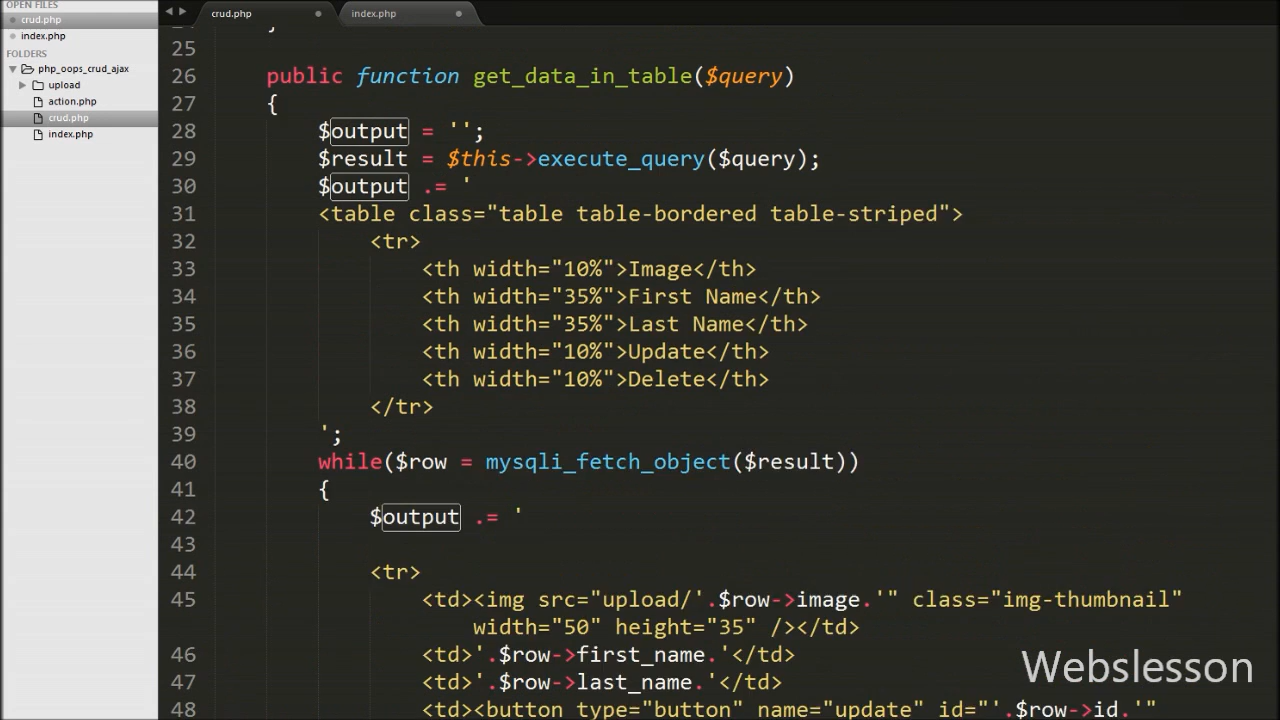 OPEN FILES
crud.php
index.php
FOLDERS
php_oops_crud_ajax
upload
action.php
crud.php
index.php
crud.php
index.php
25
26 public function get_data_in_table($query)
27 {
28 $output = '';
29 $result = $this->execute_query($query);
30 $output .= '
31 <table class="table table-bordered table-striped">
32 <tr>
33 <th width="10%">Image</th>
34 <th width="35%">First Name</th>
35 <th width="35%">Last Name</th>
36 <th width="10%">Update</th>
37 <th width="10%">Delete</th>
38 </tr>
39 ';
40 while($row = mysqli_fetch_object($result))
41 {
42 $output .= '
43
44 <tr>
45 <td><img src="upload/'.$row->image.'" class="img-thumbnail"
width="50" height="35" /></td>
46 <td>'.$row->first_name.'</td>
47 <td>'.$row->last_name.'</td>
48 <td><button type="button" name="update" id="'.$row->id.'"
Webslesson